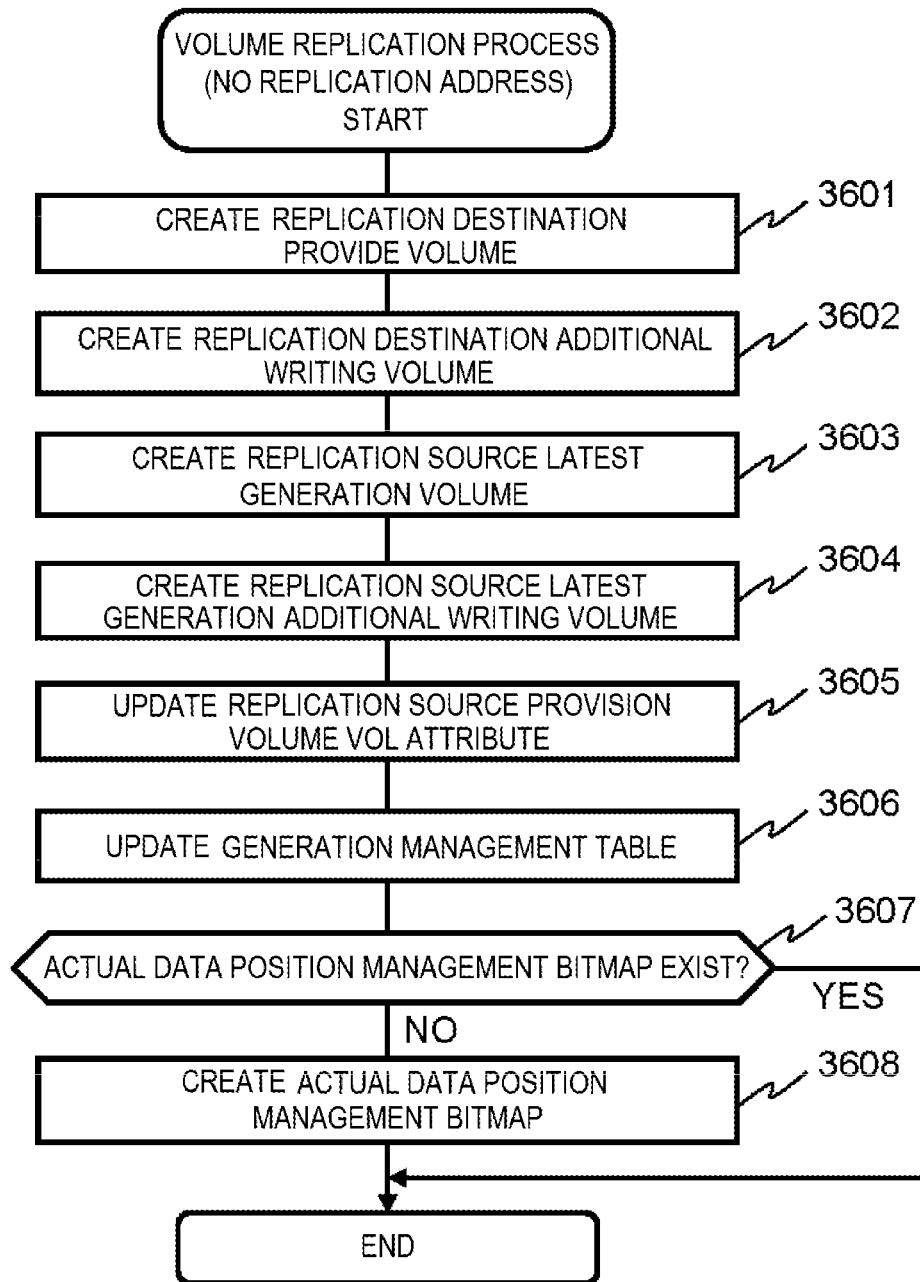 VOLUME REPLICATION PROCESS
(NO REPLICATION ADDRESS)
START
3601
CREATE REPLICATION DESTINATION
PROVIDE VOLUME
3602
CREATE REPLICATION DESTINATION ADDITIONAL
WRITING VOLUME
3603
CREATE REPLICATION SOURCE LATEST
GENERATION VOLUME
3604
CREATE REPLICATION SOURCE LATEST
GENERATION ADDITIONAL WRITING VOLUME
3605
UPDATE REPLICATION SOURCE PROVISION
VOLUME VOL ATTRIBUTE
3606
UPDATE GENERATION MANAGEMENT TABLE
3607
ACTUAL DATA POSITION MANAGEMENT BITMAP EXIST?
YES
NO
3608
CREATE ACTUAL DATA POSITION
MANAGEMENT BITMAP
END